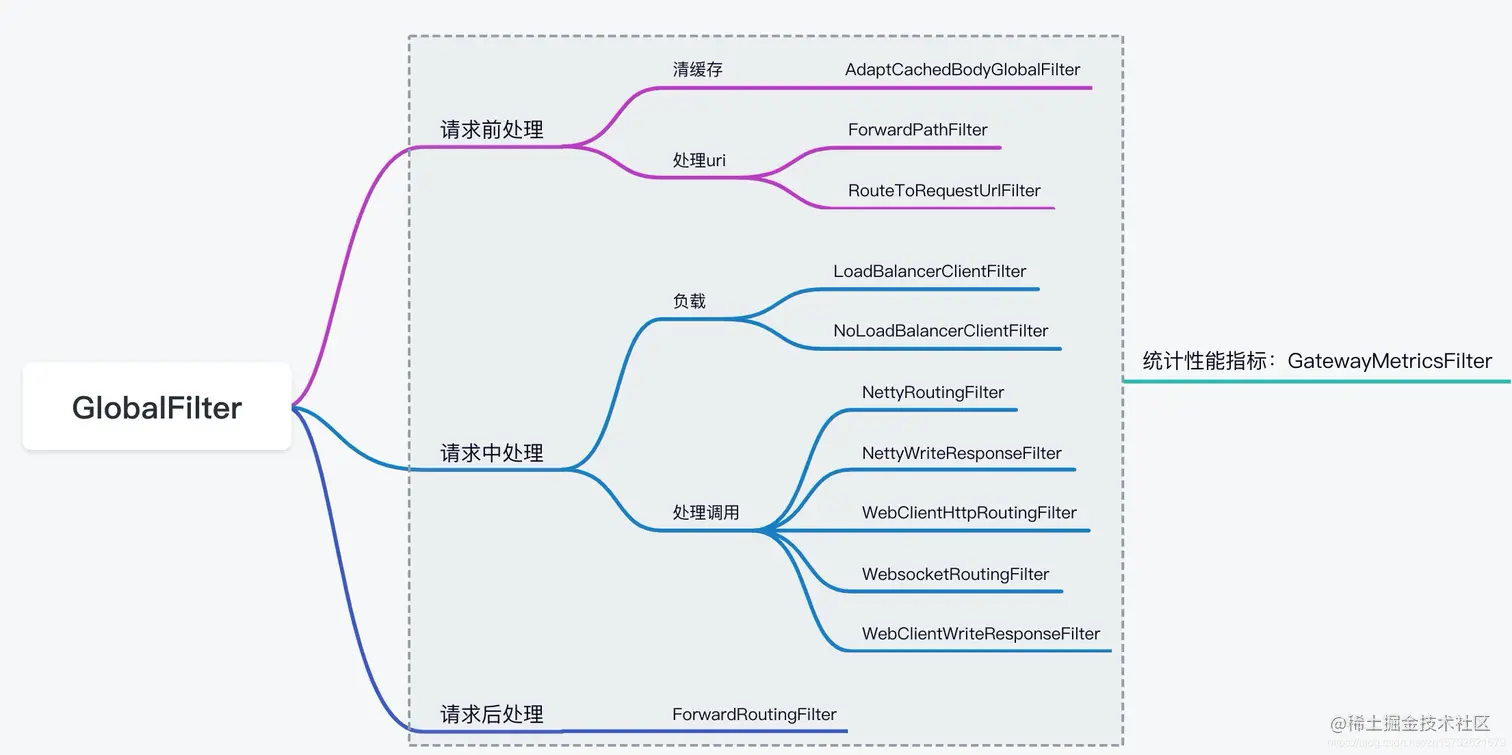 GlobalFilter
请求前处理
清缓存
AdaptCachedBodyGlobalFilter
处理uri
ForwardPathFilter
RouteToRequestUrlFilter
请求中处理
负载
LoadBalancerClientFilter
NoLoadBalancerClientFilter
处理调用
NettyRoutingFilter
NettyWriteResponseFilter
WebClientHttpRoutingFilter
WebsocketRoutingFilter
WebClientWriteResponseFilter
请求后处理
ForwardRoutingFilter
统计性能指标：GatewayMetricsFilter
@稀土掘金技术社区